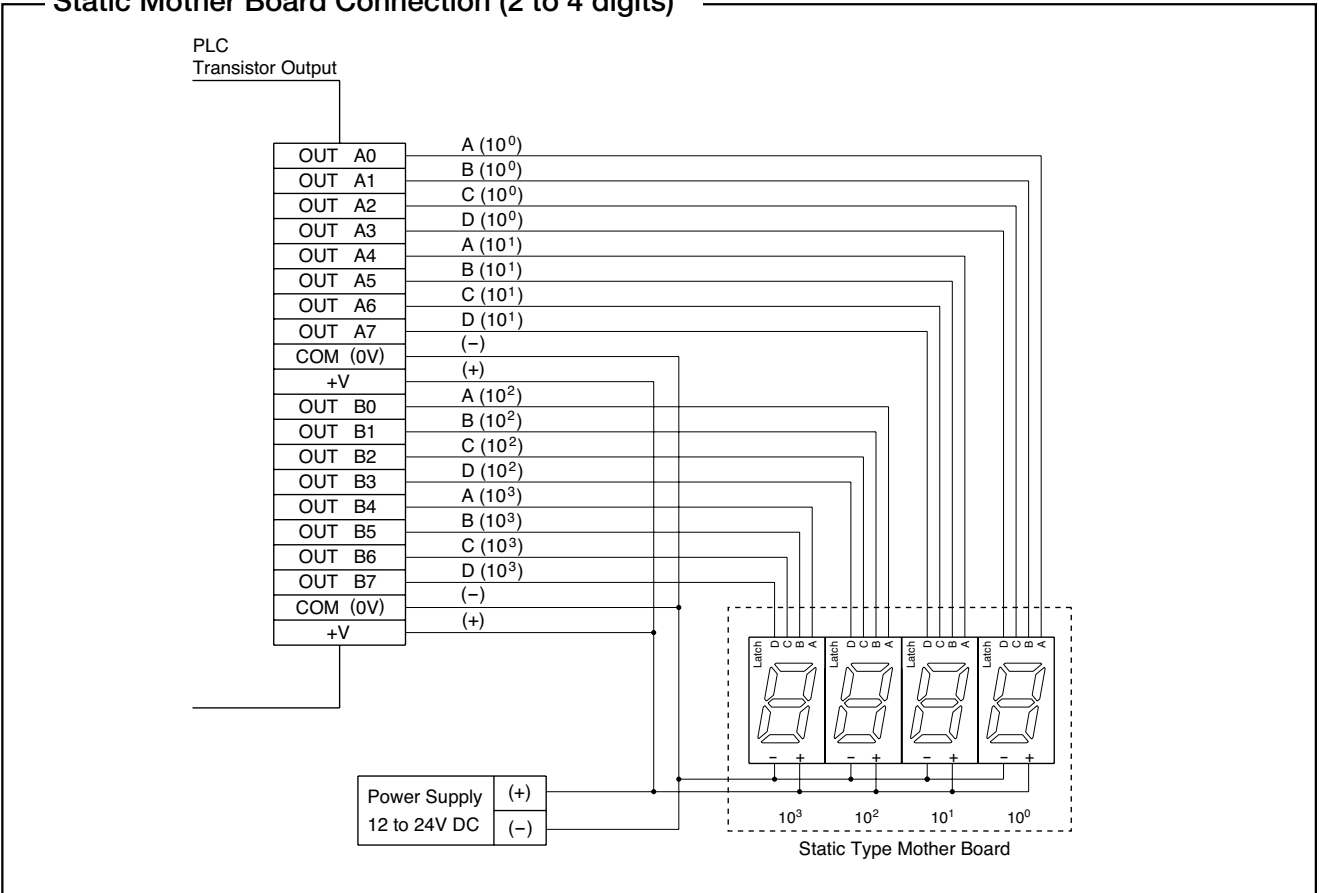 Static Mother Board Connection (2 to 4 digits)
PLC
Transistor Output
OUT A0 A (10⁰)
OUT A1 B (10⁰)
OUT A2 C (10⁰)
OUT A3 D (10⁰)
OUT A4 A (10¹)
OUT A5 B (10¹)
OUT A6 C (10¹)
OUT A7 D (10¹)
COM (0V) (−)
+V (+)
OUT B0 A (10²)
OUT B1 B (10²)
OUT B2 C (10²)
OUT B3 D (10²)
OUT B4 A (10³)
OUT B5 B (10³)
OUT B6 C (10³)
OUT B7 D (10³)
COM (0V) (−)
+V (+)
Latch D C B A Latch D C B A Latch D C B A Latch D C B A
− + − + − + − +
Power Supply (+)
12 to 24V DC (−)
10³ 10² 10¹ 10⁰
Static Type Mother Board